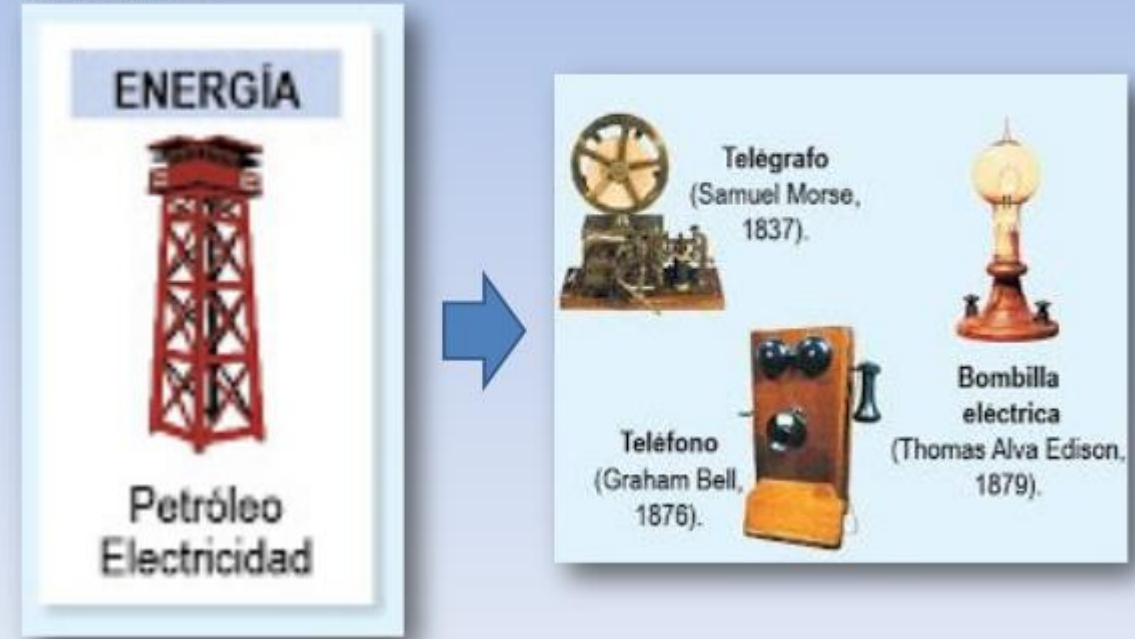 ENERGÍA
Petróleo
Electricidad
Telégrafo
(Samuel Morse,
1837).
Teléfono
(Graham Bell,
1876).
Bombilla
eléctrica
(Thomas Alva Edison,
1879).